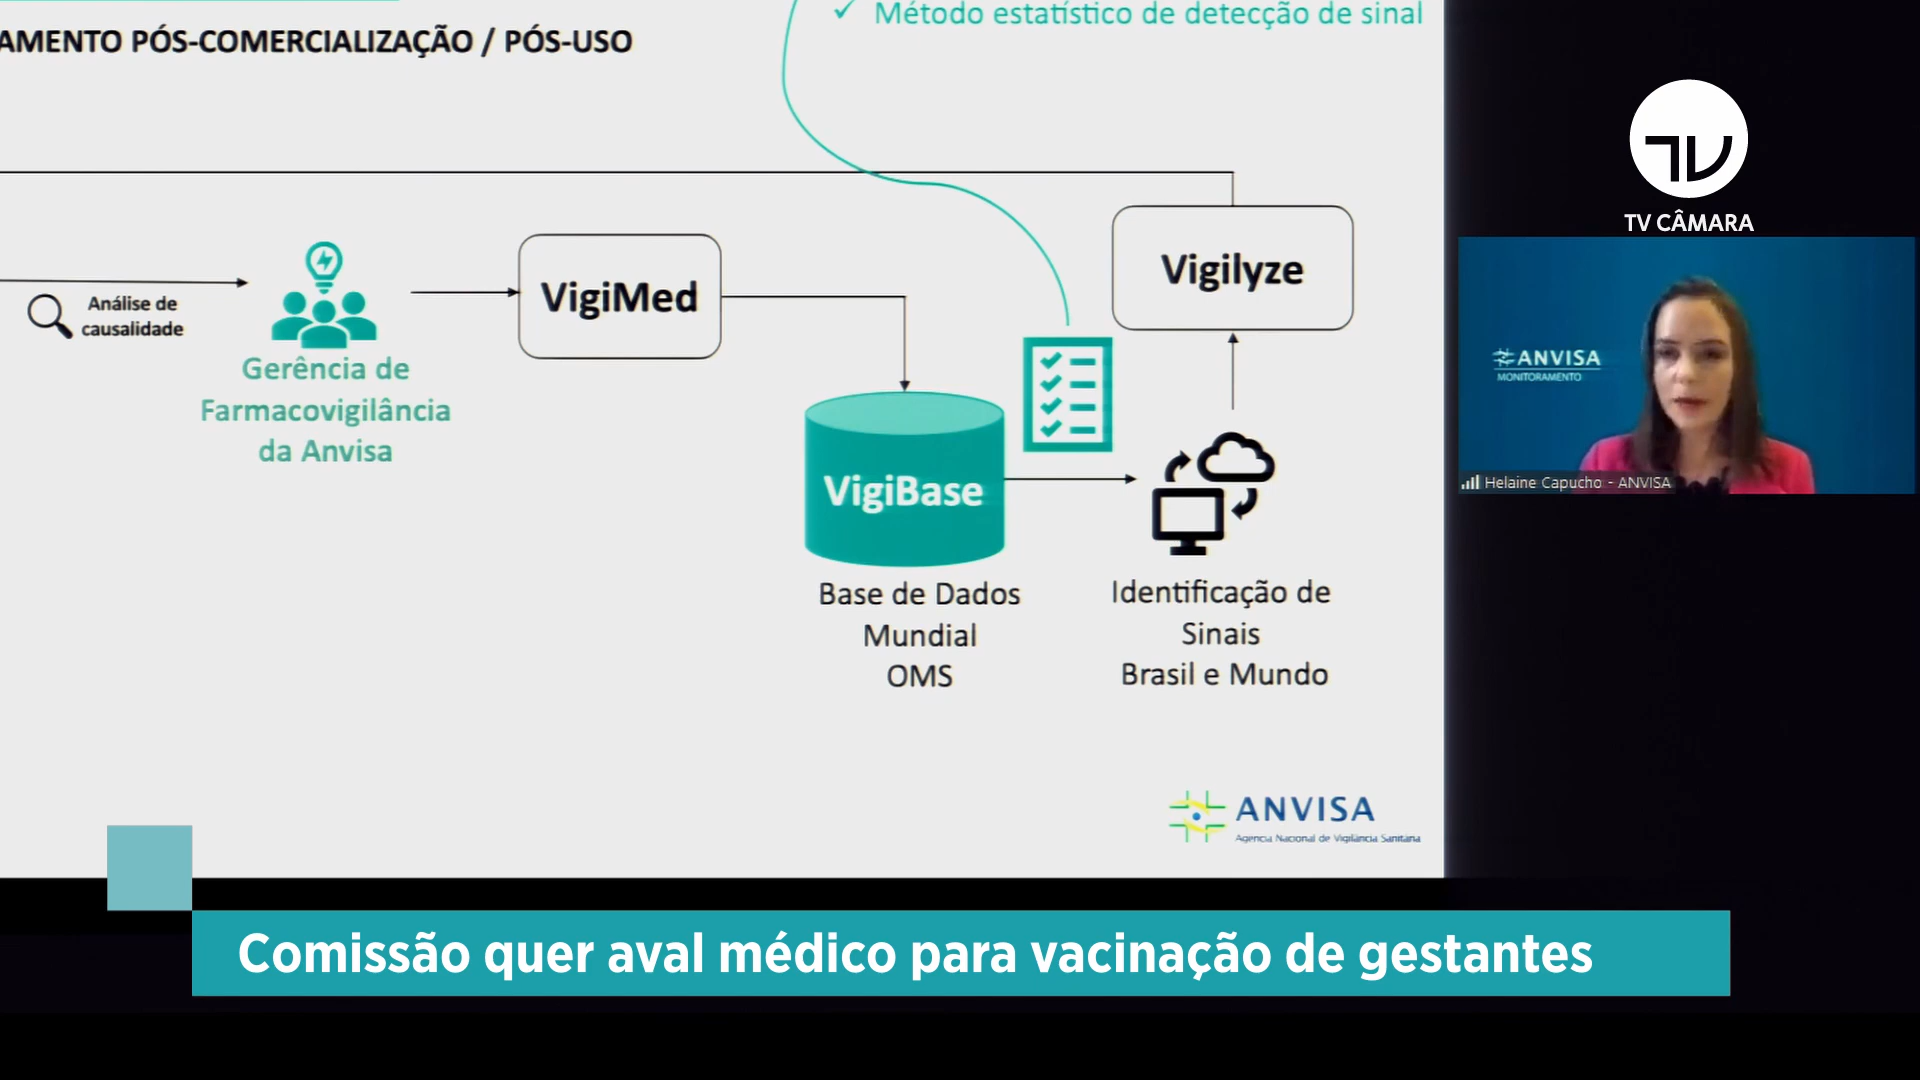 Método estatístico de detecção de sinal
AMENTO PÓS-COMERCIALIZAÇÃO / PÓS-USO
TV CÂMARA
Análise de
causalidade
Gerência de
Farmacovigilância
da Anvisa
VigiMed
VigiBase
Base de Dados
Mundial
OMS
Vigilyze
Identificação de
Sinais
Brasil e Mundo
ANVISA
MONITORAMENTO
Helaine Capucho - ANVISA
ANVISA
Agência Nacional de Vigilância Sanitária
Comissão quer aval médico para vacinação de gestantes